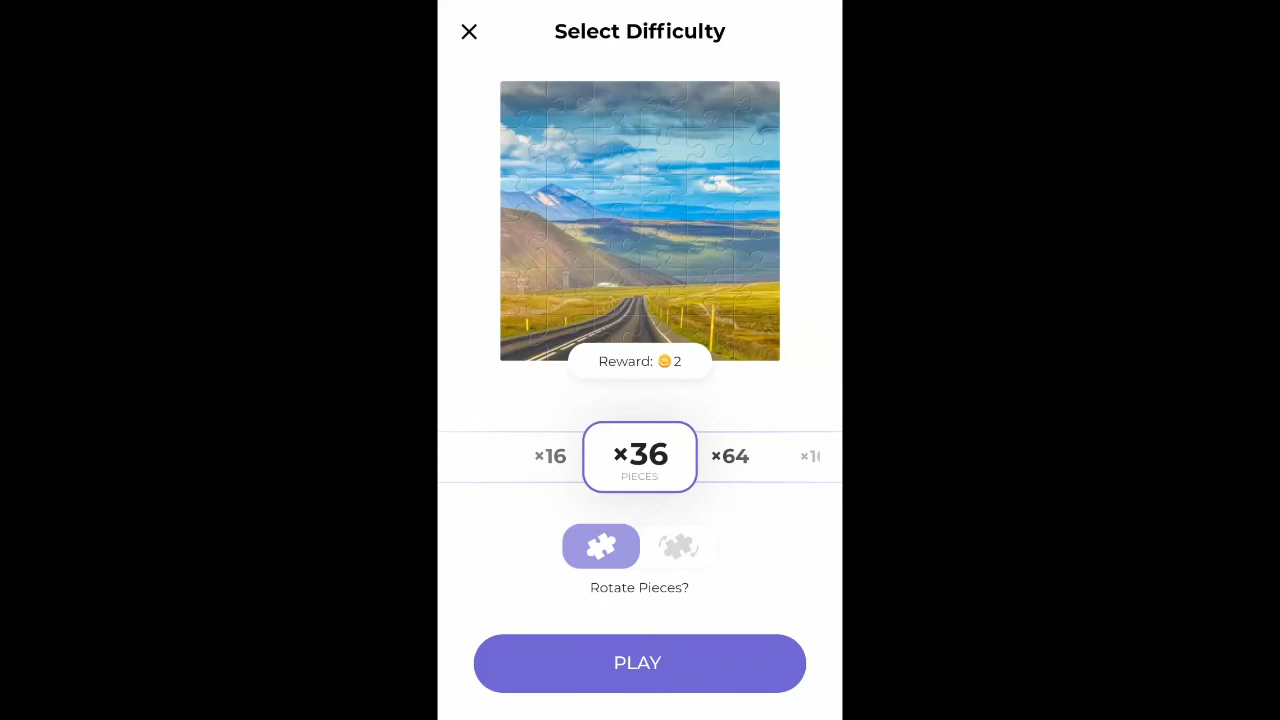 Select Difficulty
Reward: 2
×16 ×36 ×64
PIECES
Rotate Pieces?
PLAY